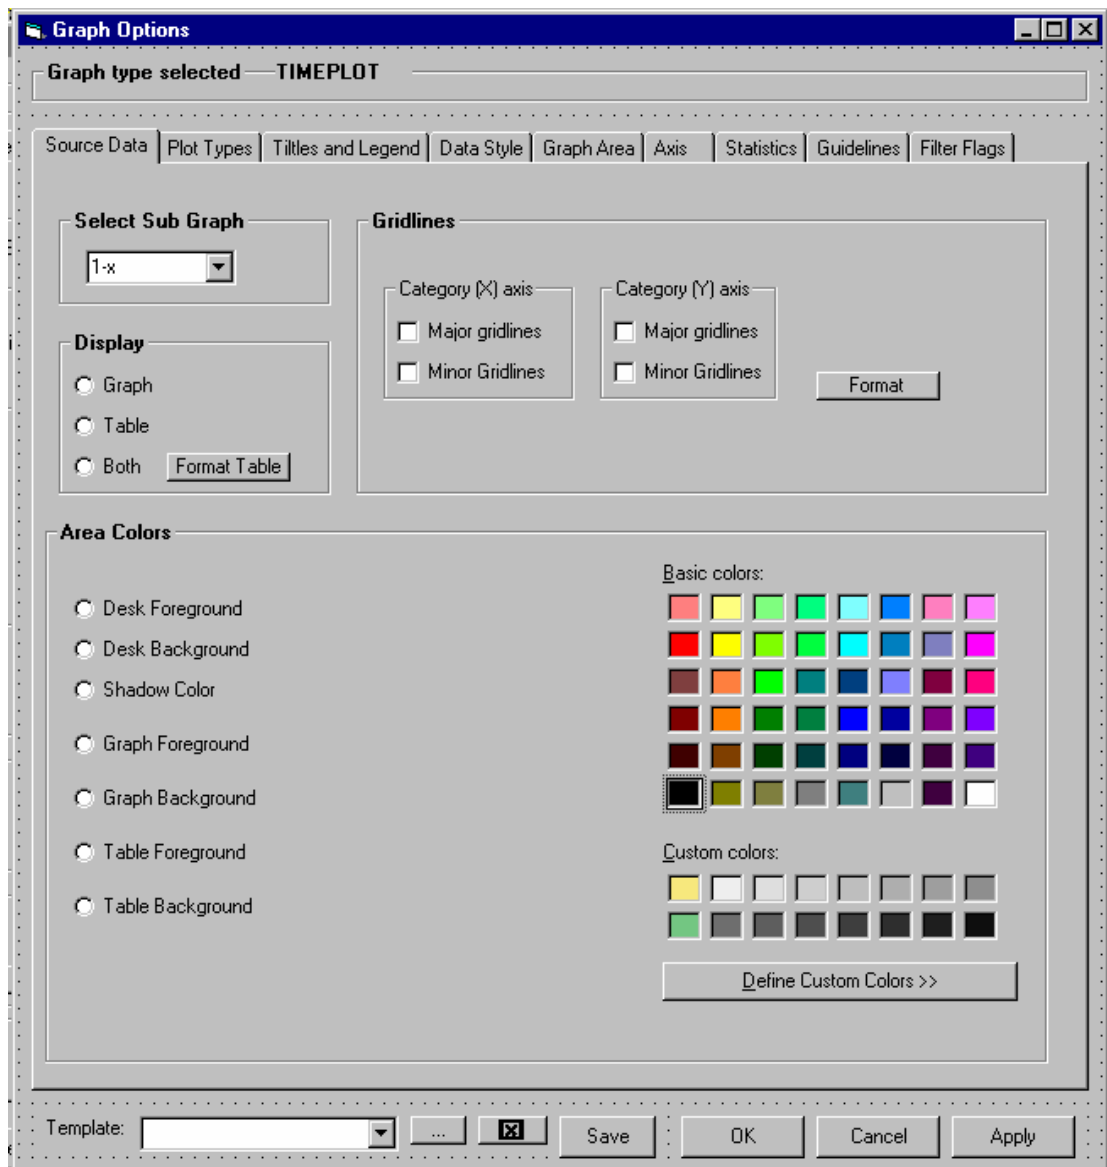 Graph Options
Graph type selected TIMEPLOT
Source Data Plot Types Tiltles and Legend Data Style Graph Area Axis Statistics Guidelines Filter Flags
Select Sub Graph
1-x
Display
Graph
Table
Both Format Table
Gridlines
Category (X) axis
Major gridlines
Minor Gridlines
Category (Y) axis
Major gridlines
Minor Gridlines
Format
Area Colors
Desk Foreground
Desk Background
Shadow Color
Graph Foreground
Graph Background
Table Foreground
Table Background
Basic colors:
Custom colors:
Define Custom Colors >>
Template: ... Save OK Cancel Apply